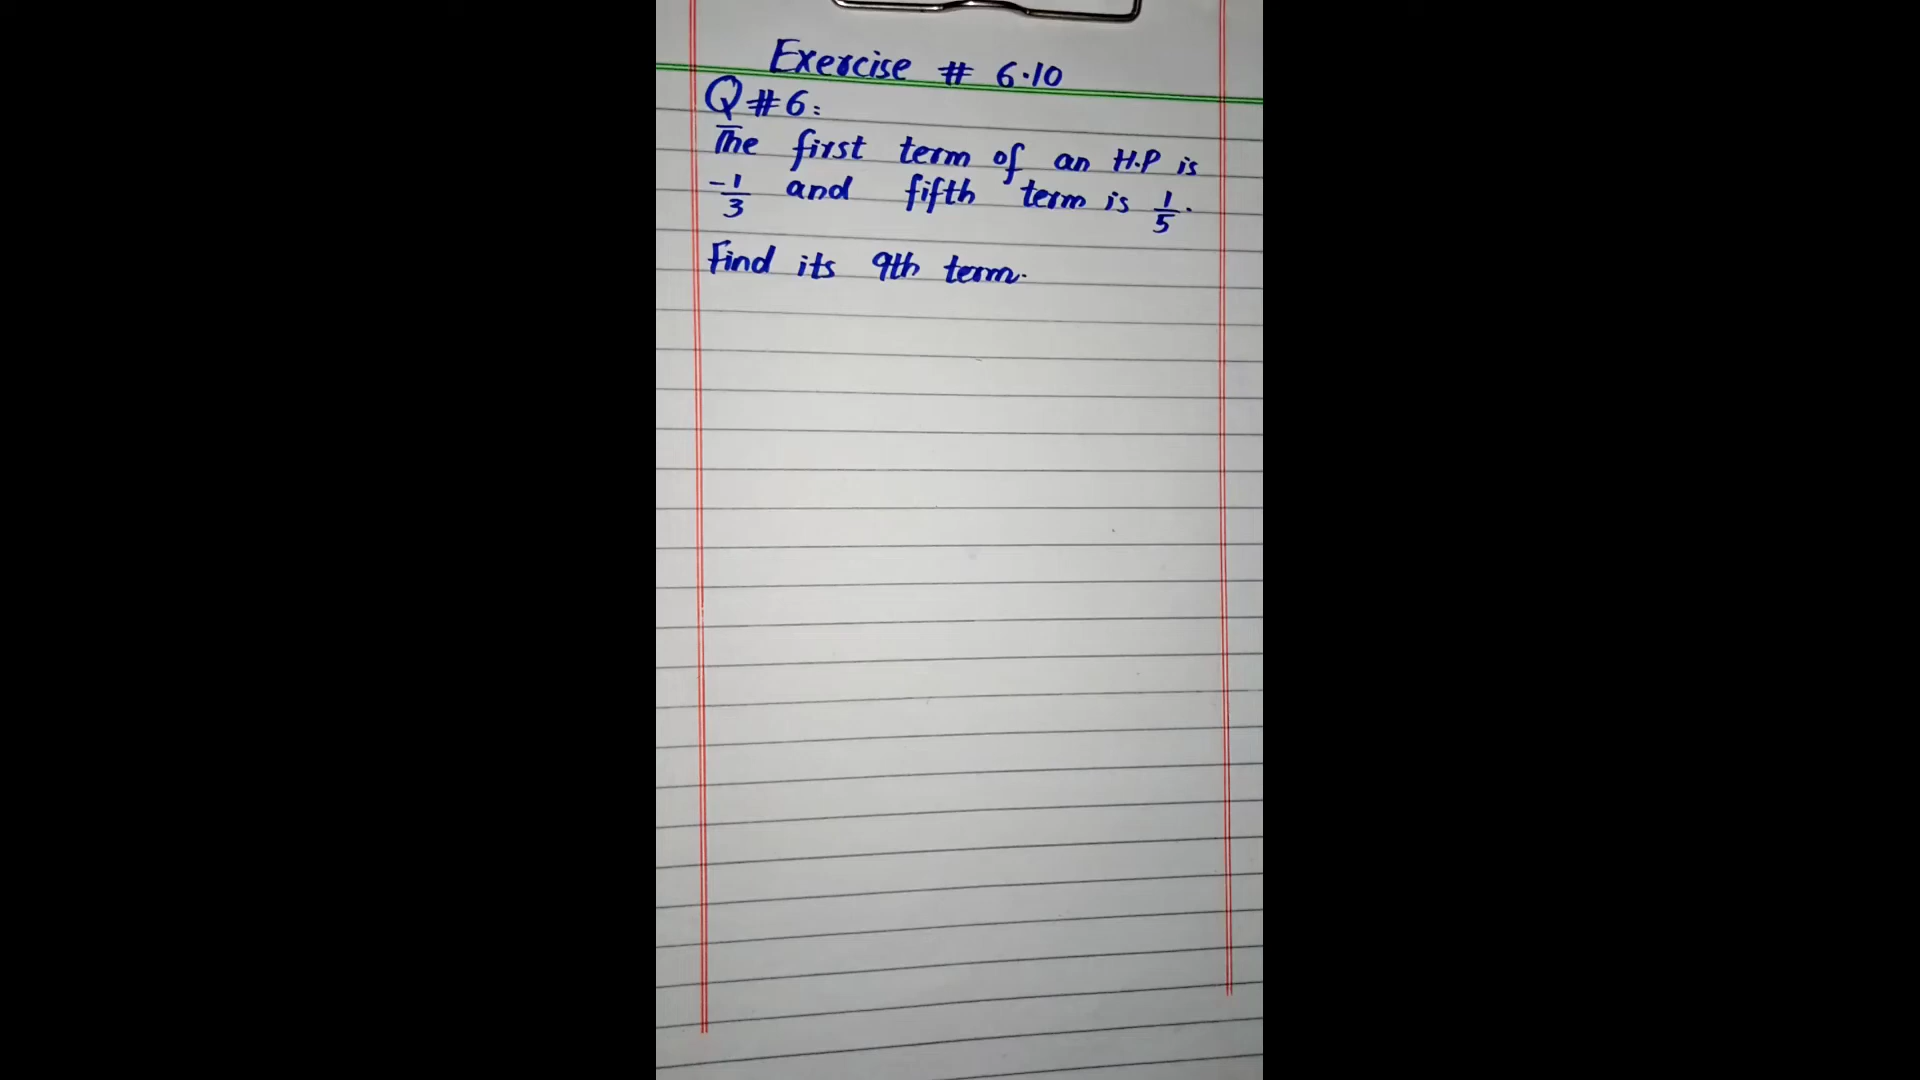 Exercise # 6.10
Q#6:
The first term of an H.P is
-1/3 and fifth term is 1/5.
Find its 9th term.